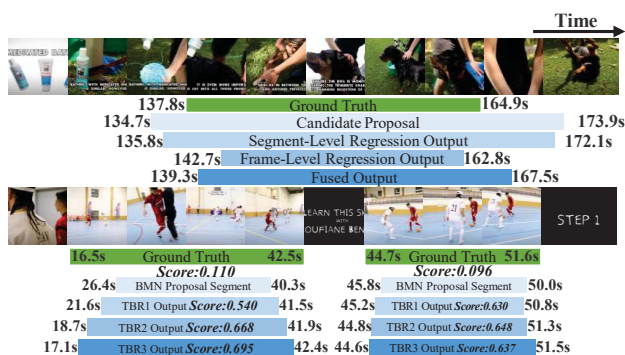 Time
MEDICATED BAT
137.8s Ground Truth 164.9s
134.7s Candidate Proposal 173.9s
135.8s Segment-Level Regression Output 172.1s
142.7s Frame-Level Regression Output 162.8s
139.3s Fused Output 167.5s
LEARN THIS SK
WITH
OUFIANE BEN
STEP 1
16.5s Ground Truth 42.5s 44.7s Ground Truth 51.6s
Score:0.110 Score:0.096
26.4s BMN Proposal Segment 40.3s 45.8s BMN Proposal Segment 50.0s
21.6s TBR1 Output Score:0.540 41.5s 45.2s TBR1 Output Score:0.630 50.8s
18.7s TBR2 Output Score:0.668 41.9s 44.8s TBR2 Output Score:0.648 51.3s
17.1s TBR3 Output Score:0.695 42.4s 44.6s TBR3 Output Score:0.637 51.5s